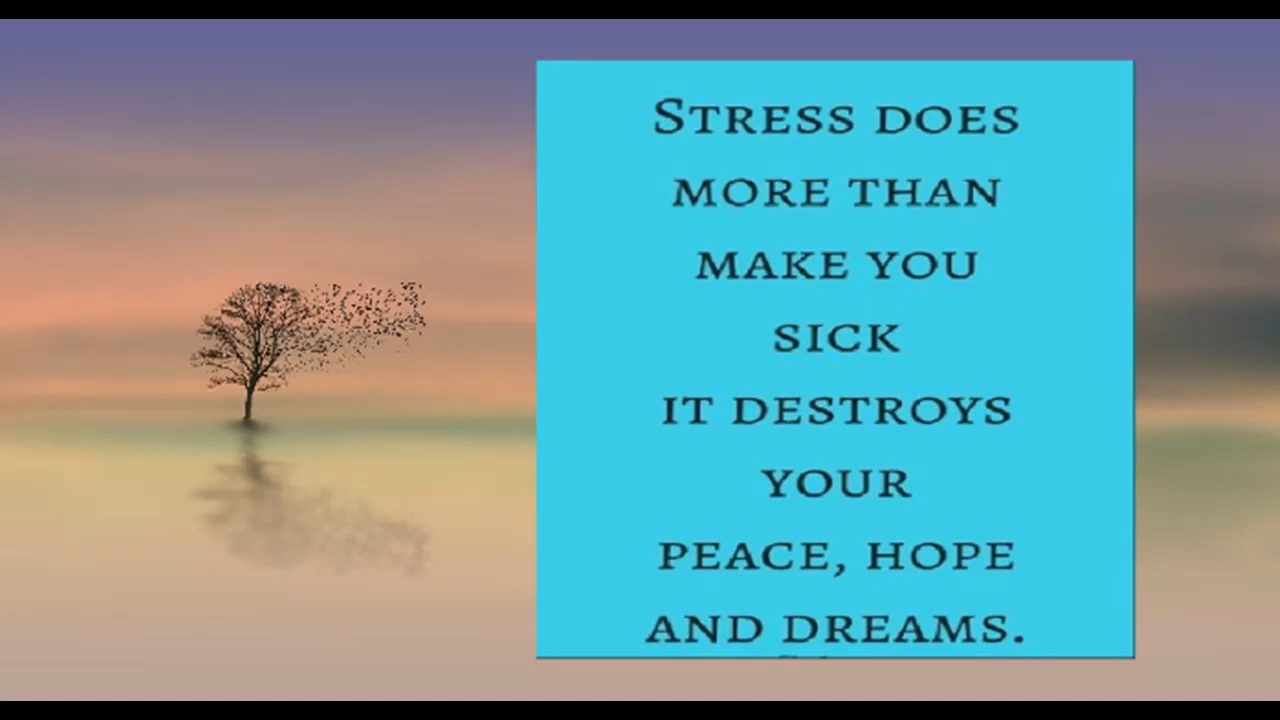 STRESS DOES
MORE THAN
MAKE YOU
SICK
IT DESTROYS
YOUR
PEACE, HOPE
AND DREAMS.